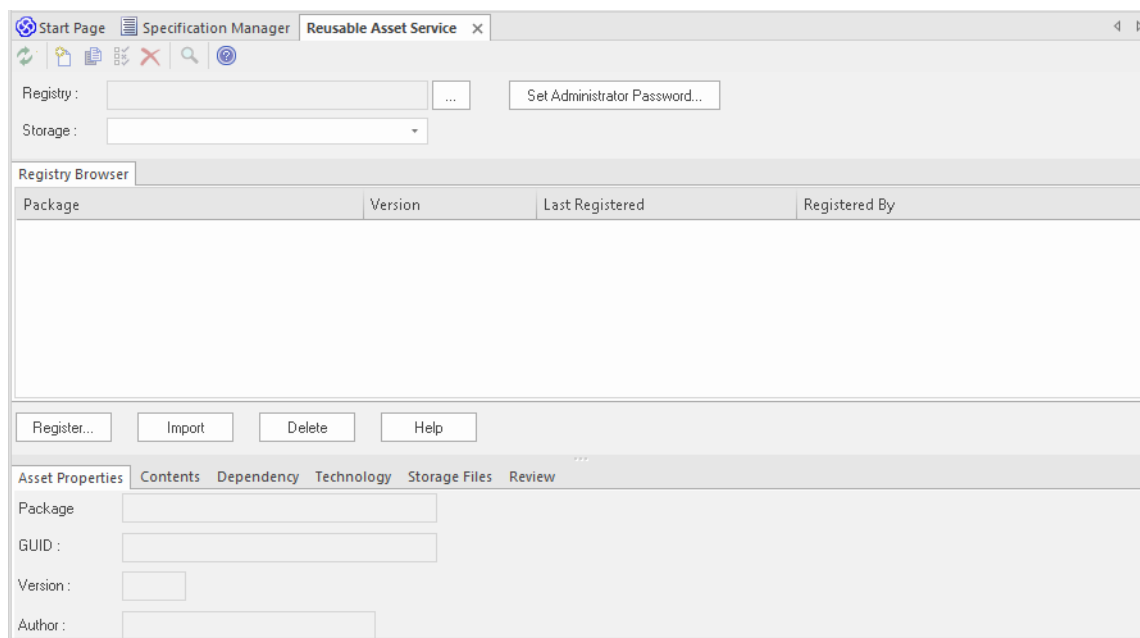 Start Page Specification Manager Reusable Asset Service
Registry : ... Set Administrator Password...
Storage :
Registry Browser
Package Version Last Registered Registered By
Register... Import Delete Help
Asset Properties Contents Dependency Technology Storage Files Review
Package
GUID :
Version :
Author :